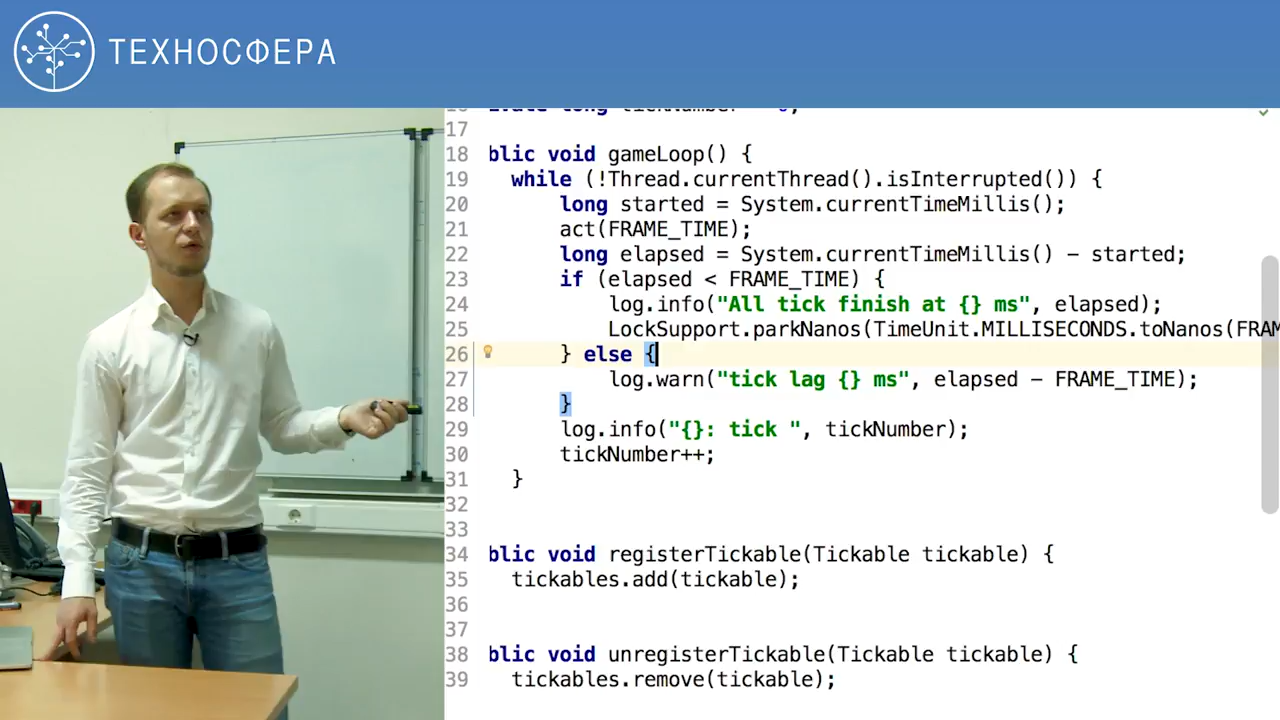 ТЕХНОСФЕРА
17
18 blic void gameLoop() {
19 while (!Thread.currentThread().isInterrupted()) {
20 long started = System.currentTimeMillis();
21 act(FRAME_TIME);
22 long elapsed = System.currentTimeMillis() - started;
23 if (elapsed < FRAME_TIME) {
24 log.info("All tick finish at {} ms", elapsed);
25 LockSupport.parkNanos(TimeUnit.MILLISECONDS.toNanos(FRAM
26 } else {
27 log.warn("tick lag {} ms", elapsed - FRAME_TIME);
28 }
29 log.info("{}: tick ", tickNumber);
30 tickNumber++;
31 }
32
33
34 blic void registerTickable(Tickable tickable) {
35 tickables.add(tickable);
36
37
38 blic void unregisterTickable(Tickable tickable) {
39 tickables.remove(tickable);